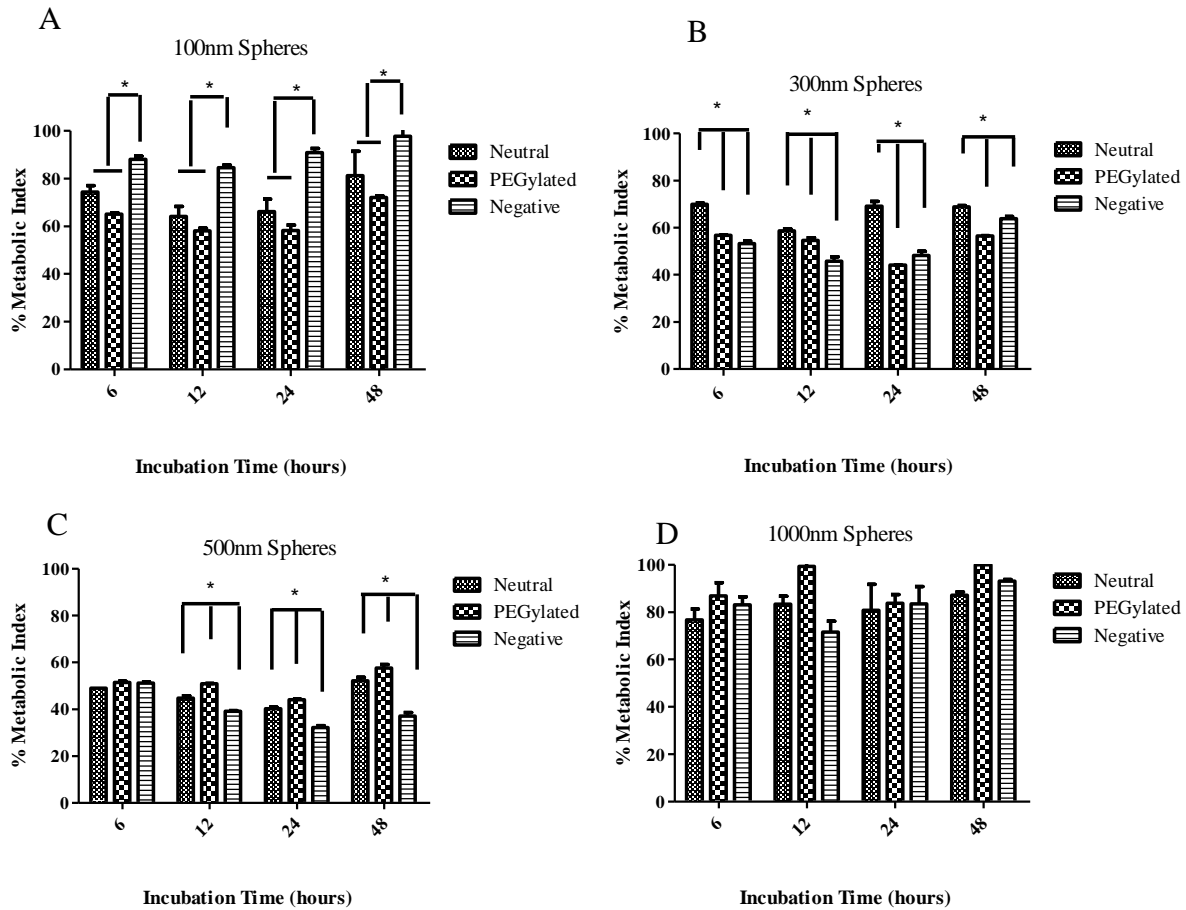 A
100nm Spheres
*
*
*
*
100
80
60
40
20
0
% Metabolic Index
6
12
24
48
Incubation Time (hours)
Neutral
PEGylated
Negative
B
300nm Spheres
*
*
*
*
100
80
60
40
20
0
% Metabolic Index
6
12
24
48
Incubation Time (hours)
Neutral
PEGylated
Negative
C
500nm Spheres
*
*
*
100
80
60
40
20
0
% Metabolic Index
6
12
24
48
Incubation Time (hours)
Neutral
PEGylated
Negative
D
1000nm Spheres
100
80
60
40
20
0
% Metabolic Index
6
12
24
48
Incubation Time (hours)
Neutral
PEGylated
Negative